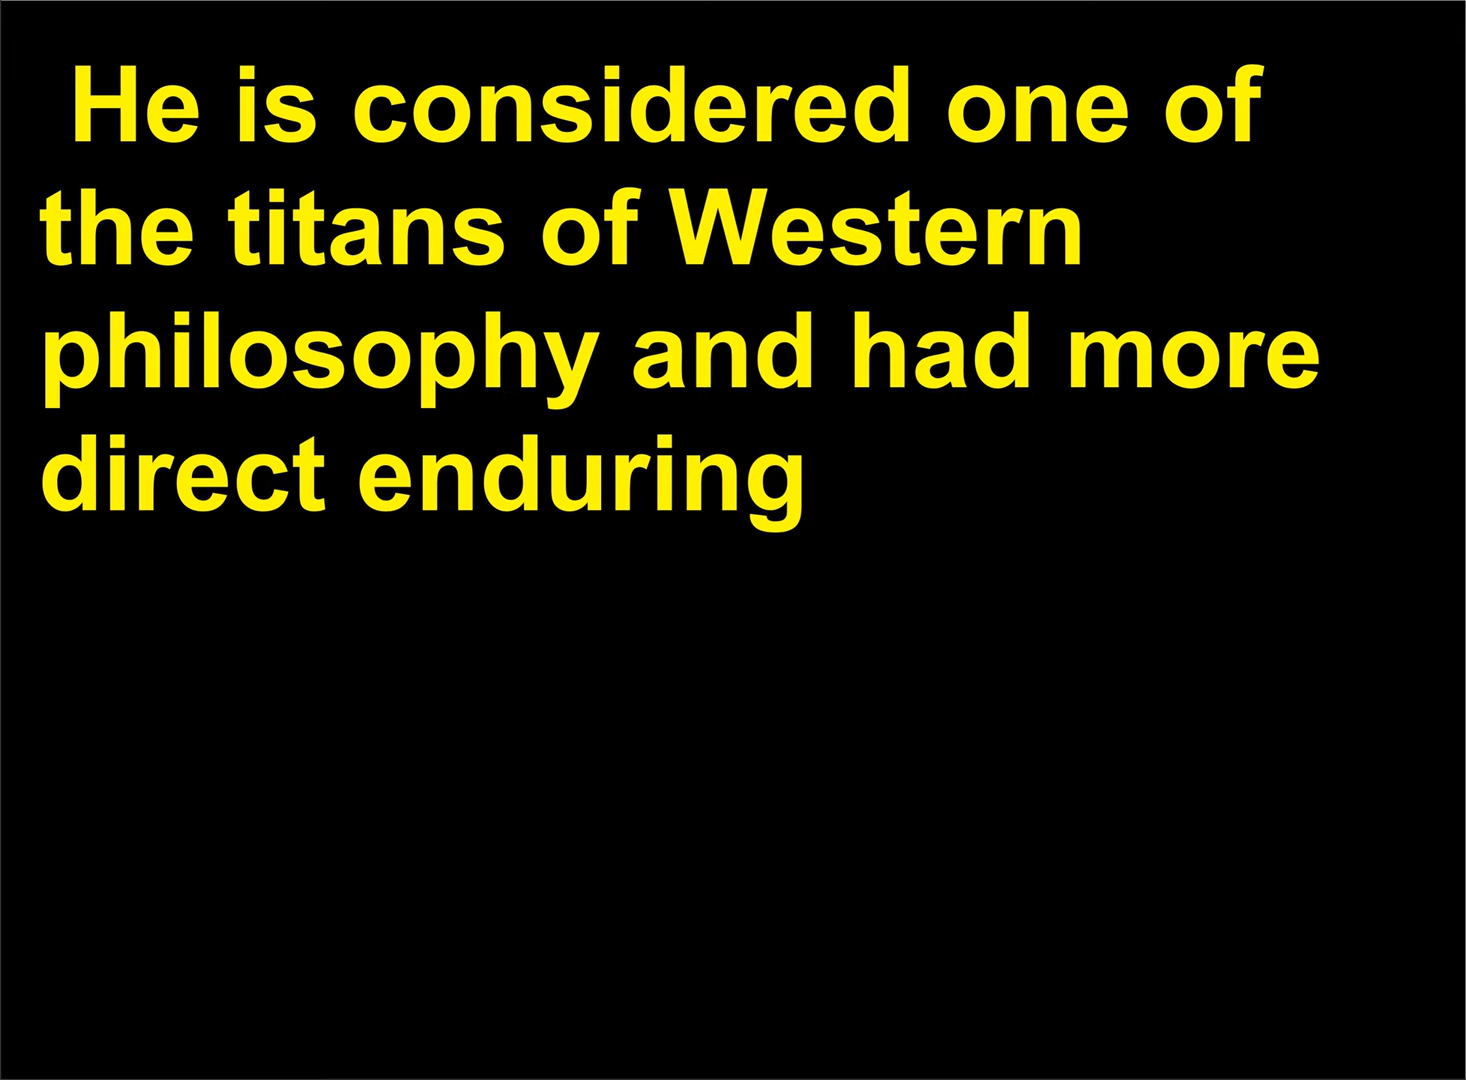 He is considered one of
the titans of Western
philosophy and had more
direct enduring